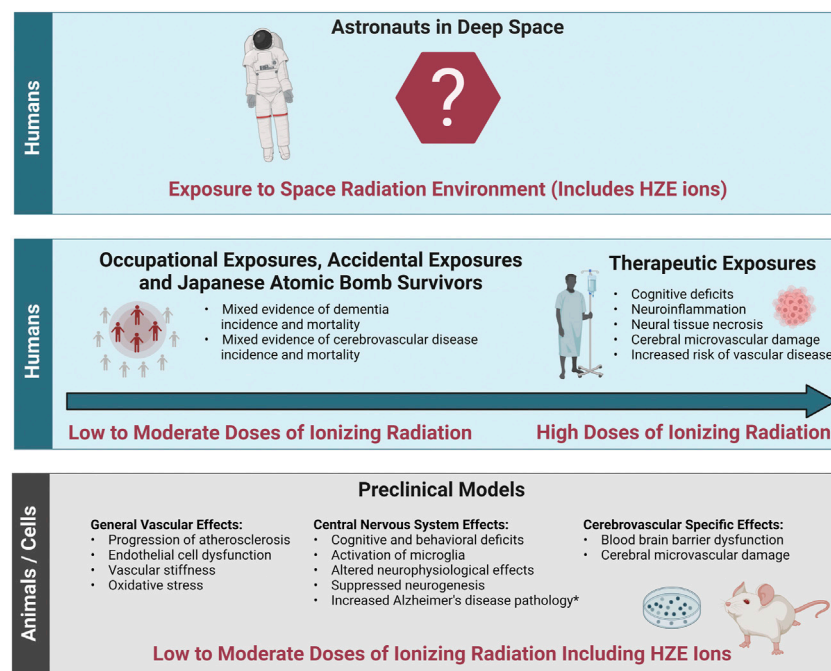 Humans
Astronauts in Deep Space
?
Exposure to Space Radiation Environment (Includes HZE ions)
Humans
Occupational Exposures, Accidental Exposures
and Japanese Atomic Bomb Survivors
• Mixed evidence of dementia
incidence and mortality
• Mixed evidence of cerebrovascular disease
incidence and mortality
Therapeutic Exposures
• Cognitive deficits
• Neuroinflammation
• Neural tissue necrosis
• Cerebral microvascular damage
• Increased risk of vascular disease
Low to Moderate Doses of Ionizing Radiation
High Doses of Ionizing Radiation
Animals / Cells
Preclinical Models
General Vascular Effects:
• Progression of atherosclerosis
• Endothelial cell dysfunction
• Vascular stiffness
• Oxidative stress
Central Nervous System Effects:
• Cognitive and behavioral deficits
• Activation of microglia
• Altered neurophysiological effects
• Suppressed neurogenesis
• Increased Alzheimer's disease pathology*
Cerebrovascular Specific Effects:
• Blood brain barrier dysfunction
• Cerebral microvascular damage
Low to Moderate Doses of Ionizing Radiation Including HZE Ions